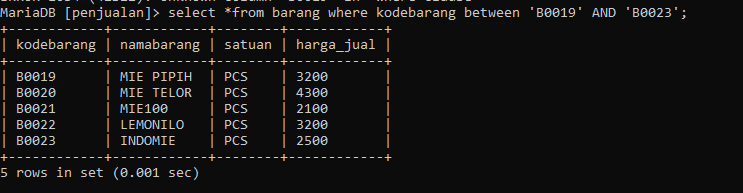 MariaDB [penjualan]> select *from barang where kodebarang between 'B0019' AND 'B0023';
+------------+------------+--------+------------+
| kodebarang | namabarang | satuan | harga_jual |
+------------+------------+--------+------------+
| B0019      | MIE PIPIH  | PCS    | 3200       |
| B0020      | MIE TELOR  | PCS    | 4300       |
| B0021      | MIE100     | PCS    | 2100       |
| B0022      | LEMONILO   | PCS    | 3200       |
| B0023      | INDOMIE    | PCS    | 2500       |
+------------+------------+--------+------------+
5 rows in set (0.001 sec)